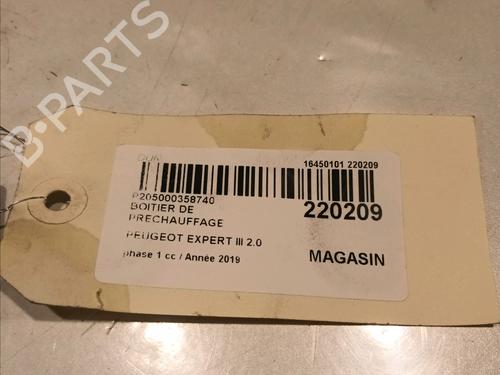 B-PARTS
16450101 220209
P205000358740
220209
BOITIER DE
PRECHAUFFAGE
PEUGEOT EXPERT III 2.0
phase 1 cc / Année 2019
MAGASIN